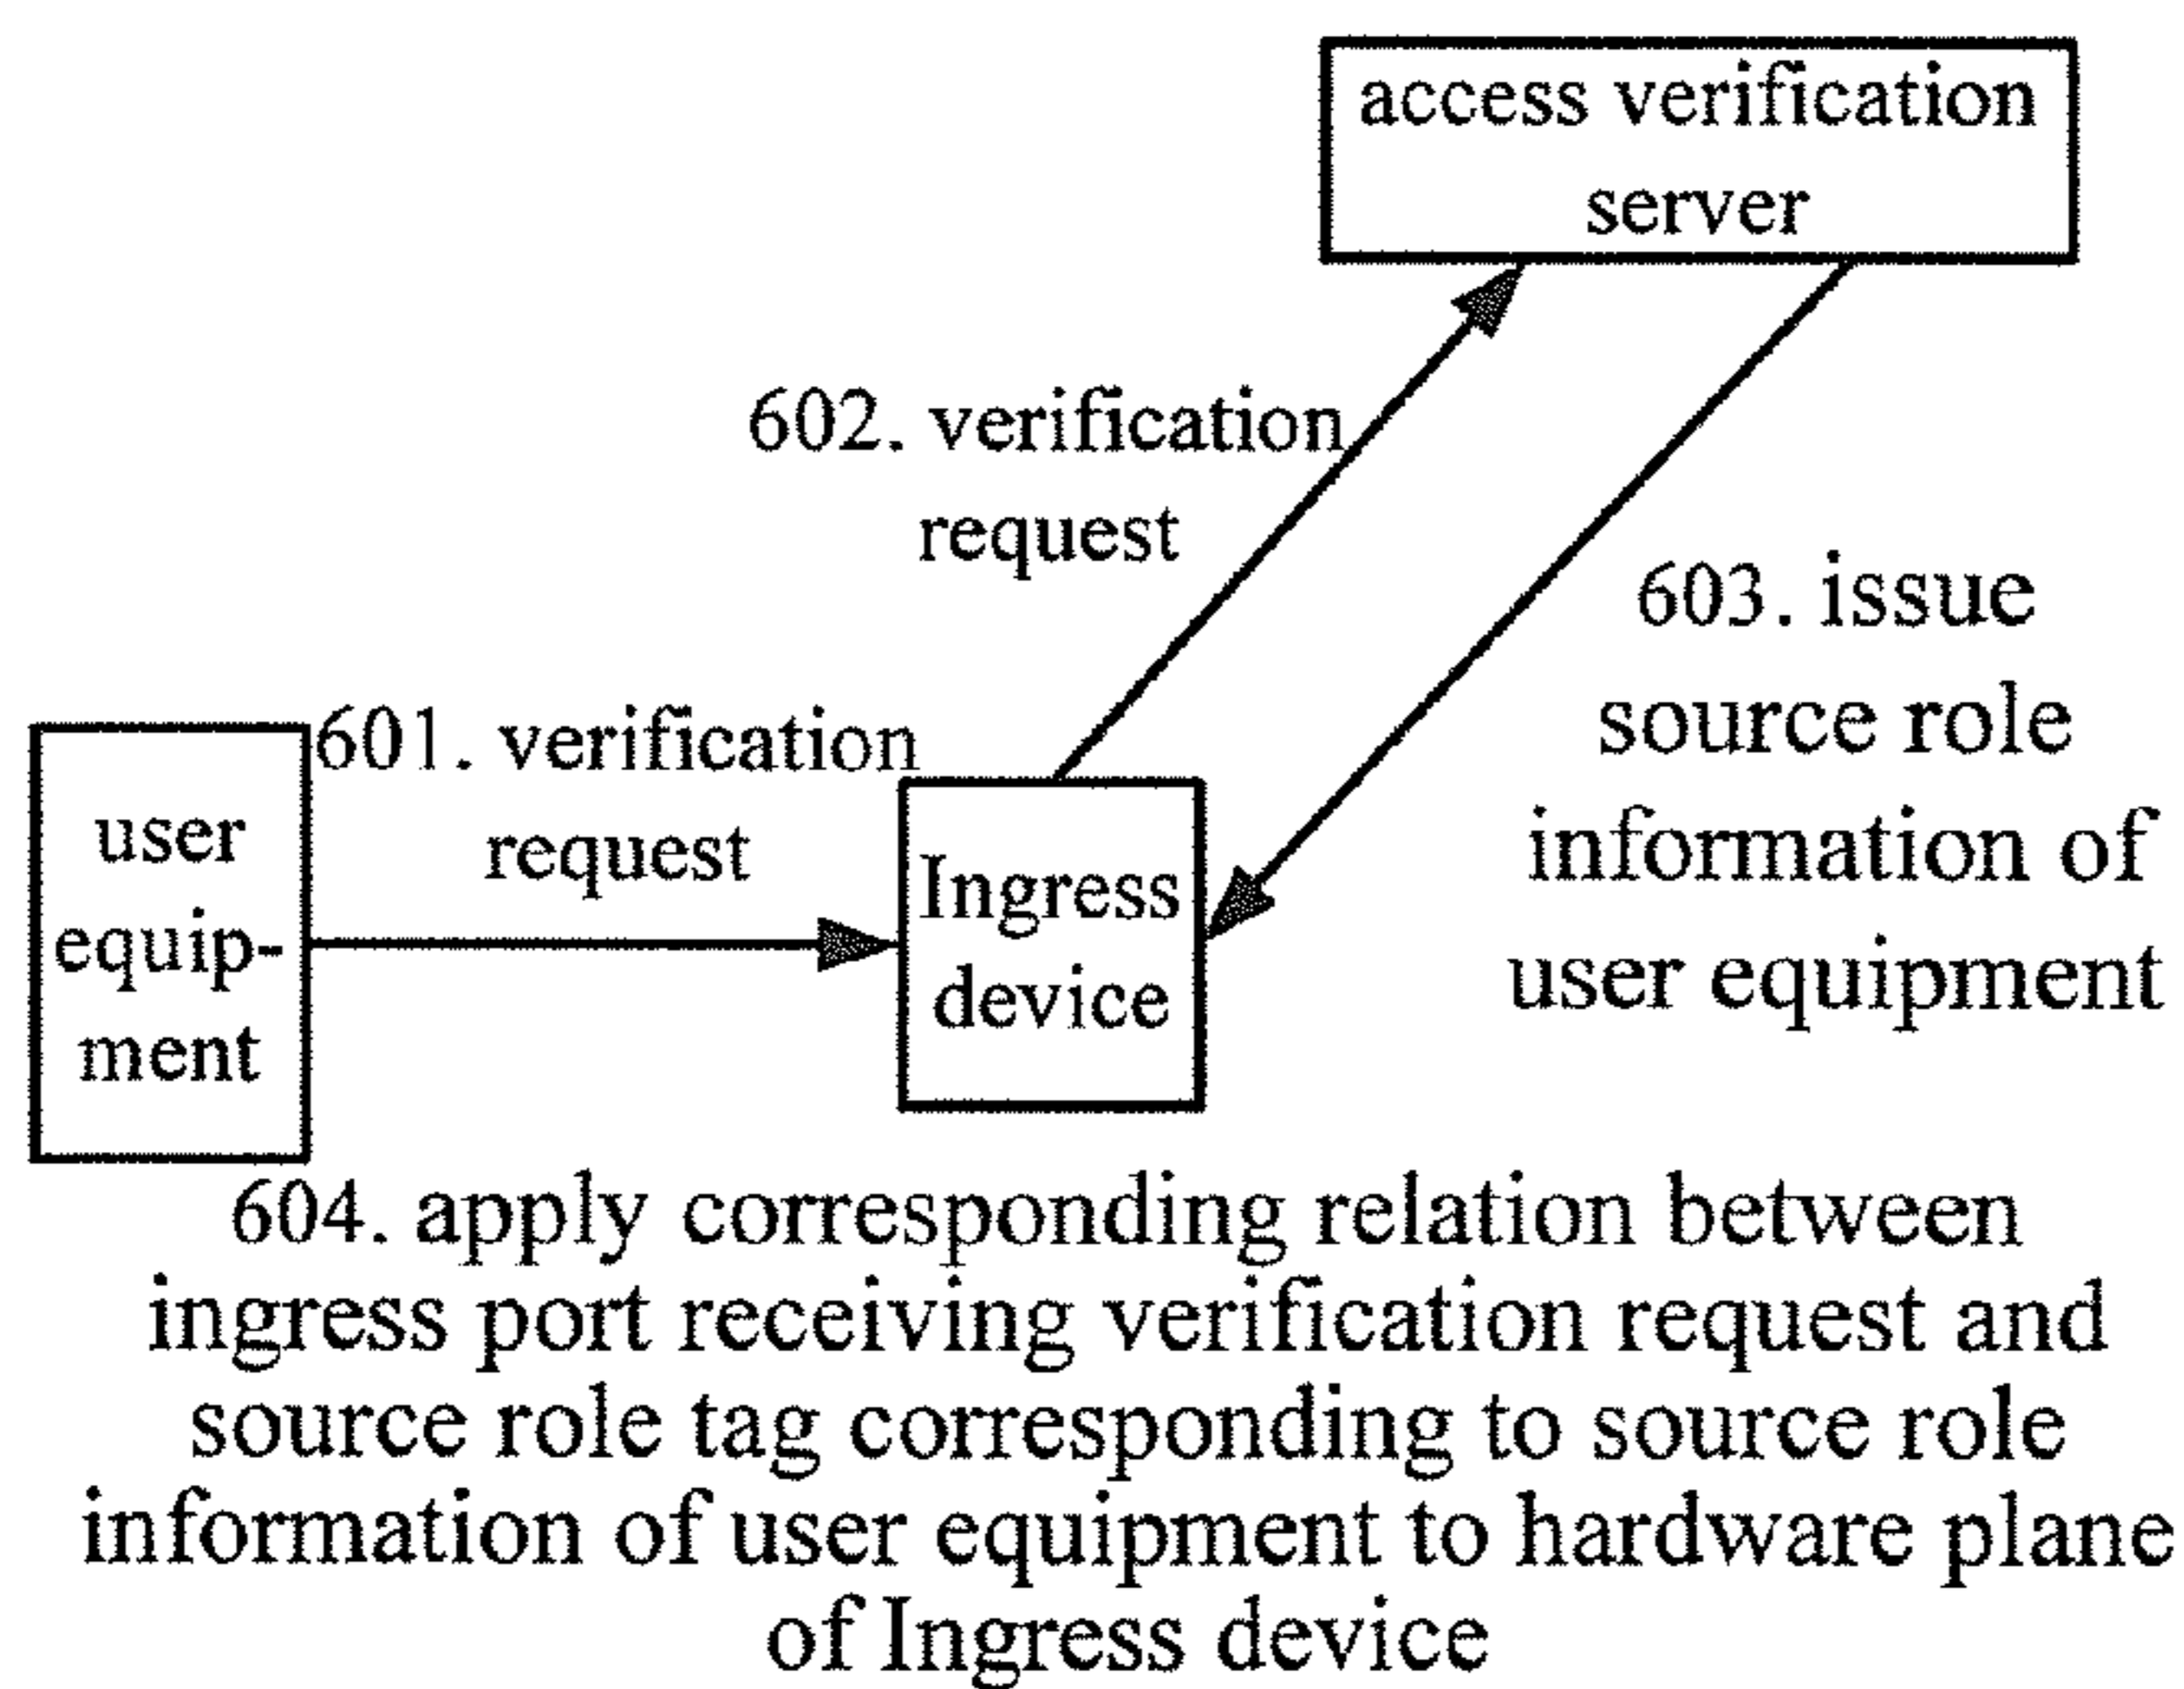 access verification
server
602. verification
request
603. issue
source role
information of
user equipment
601. verification
request
user
equip-
ment
Ingress
device
604. apply corresponding relation between
ingress port receiving verification request and
source role tag corresponding to source role
information of user equipment to hardware plane
of Ingress device